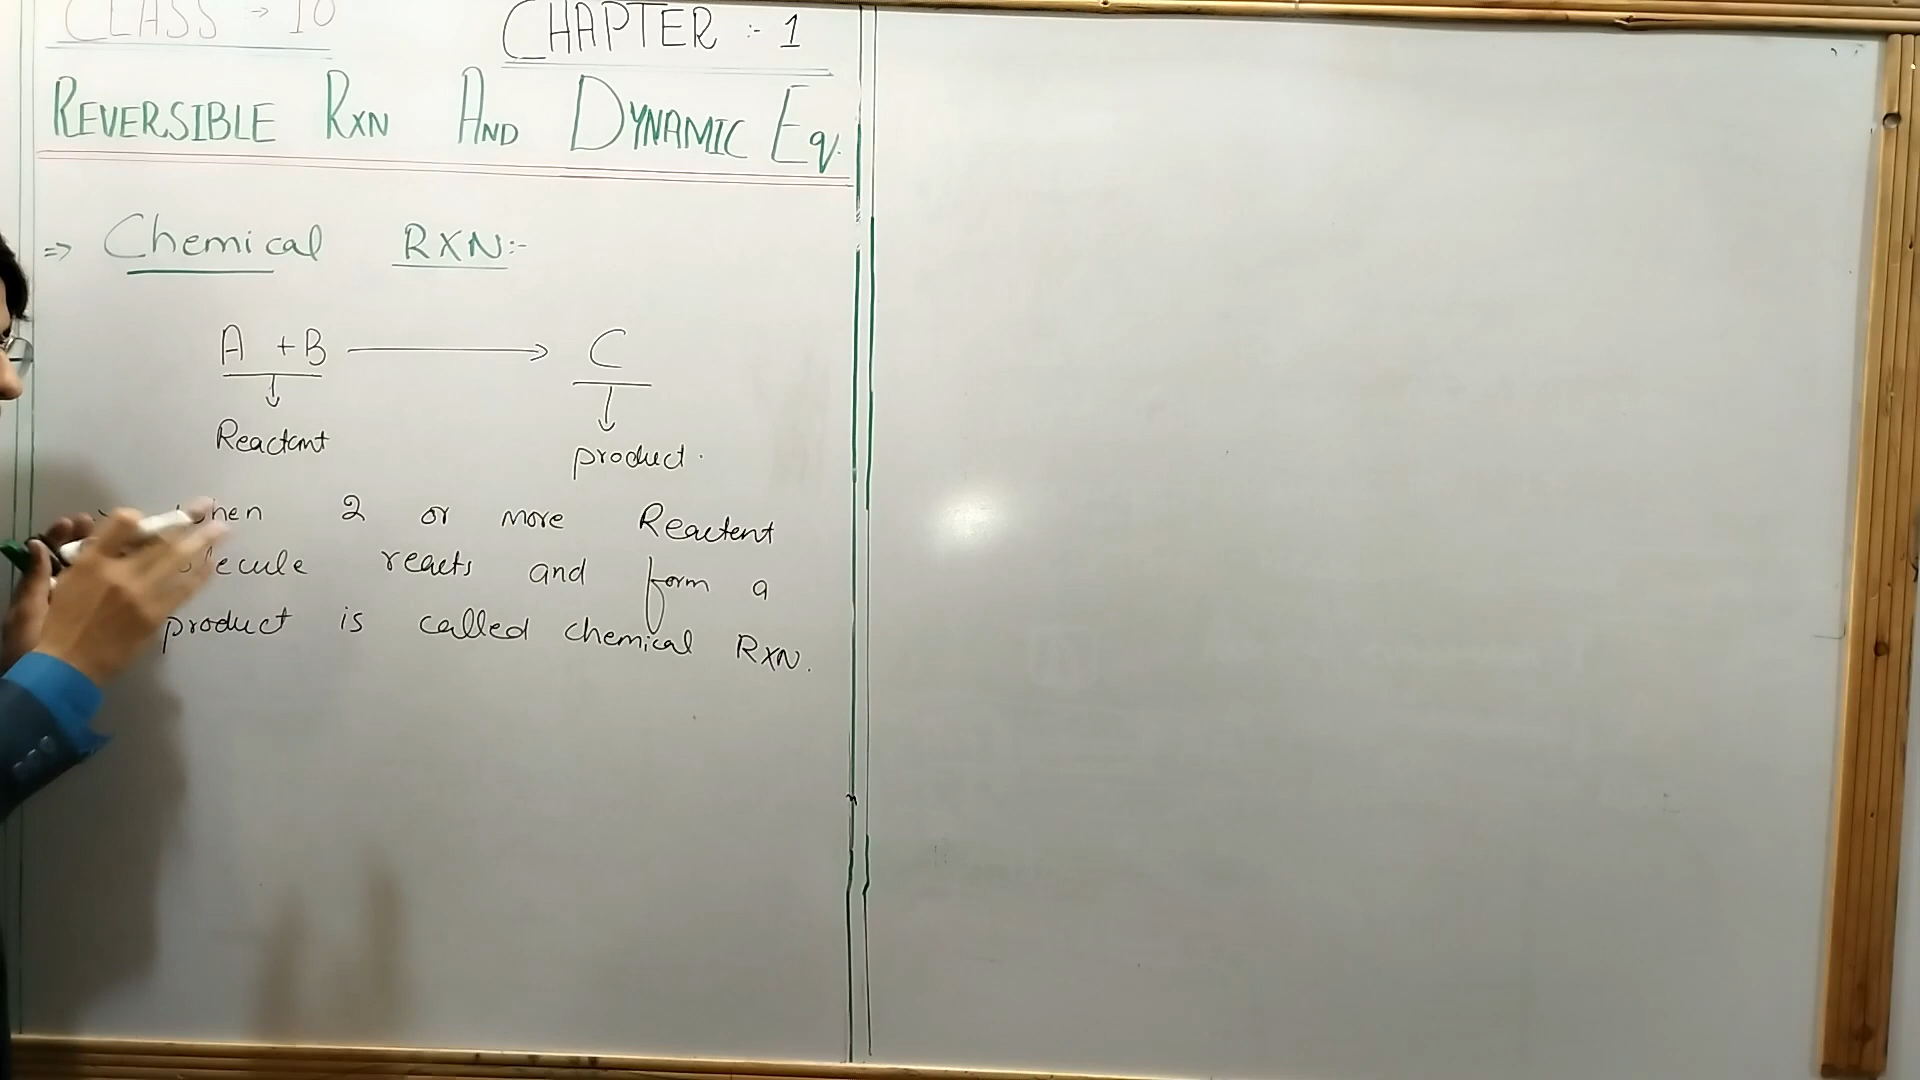 CLASS → 10
CHAPTER :- 1
REVERSIBLE RXN AND DYNAMIC Eq.
⇒ Chemical RXN:-
A + B → C
Reactant
product.
When 2 or more Reactent
molecule reacts and form a
product is called chemical RXN.